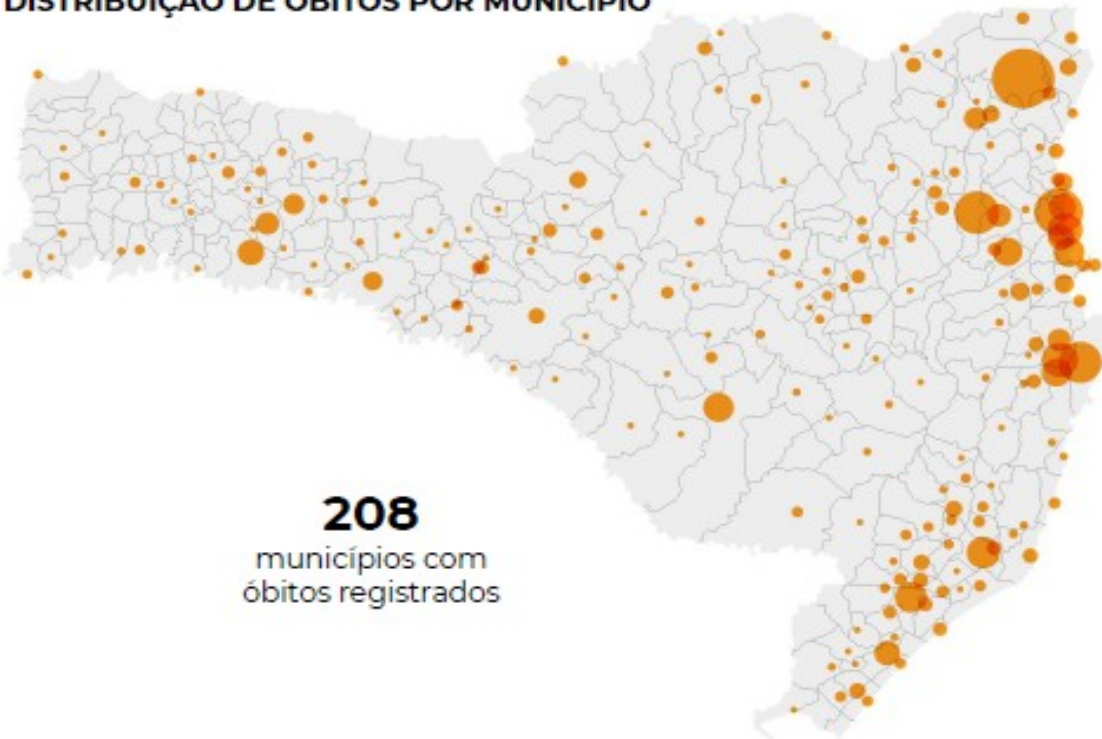 DISTRIBUIÇÃO DE ÓBITOS POR MUNICÍPIO
208
municípios com
óbitos registrados